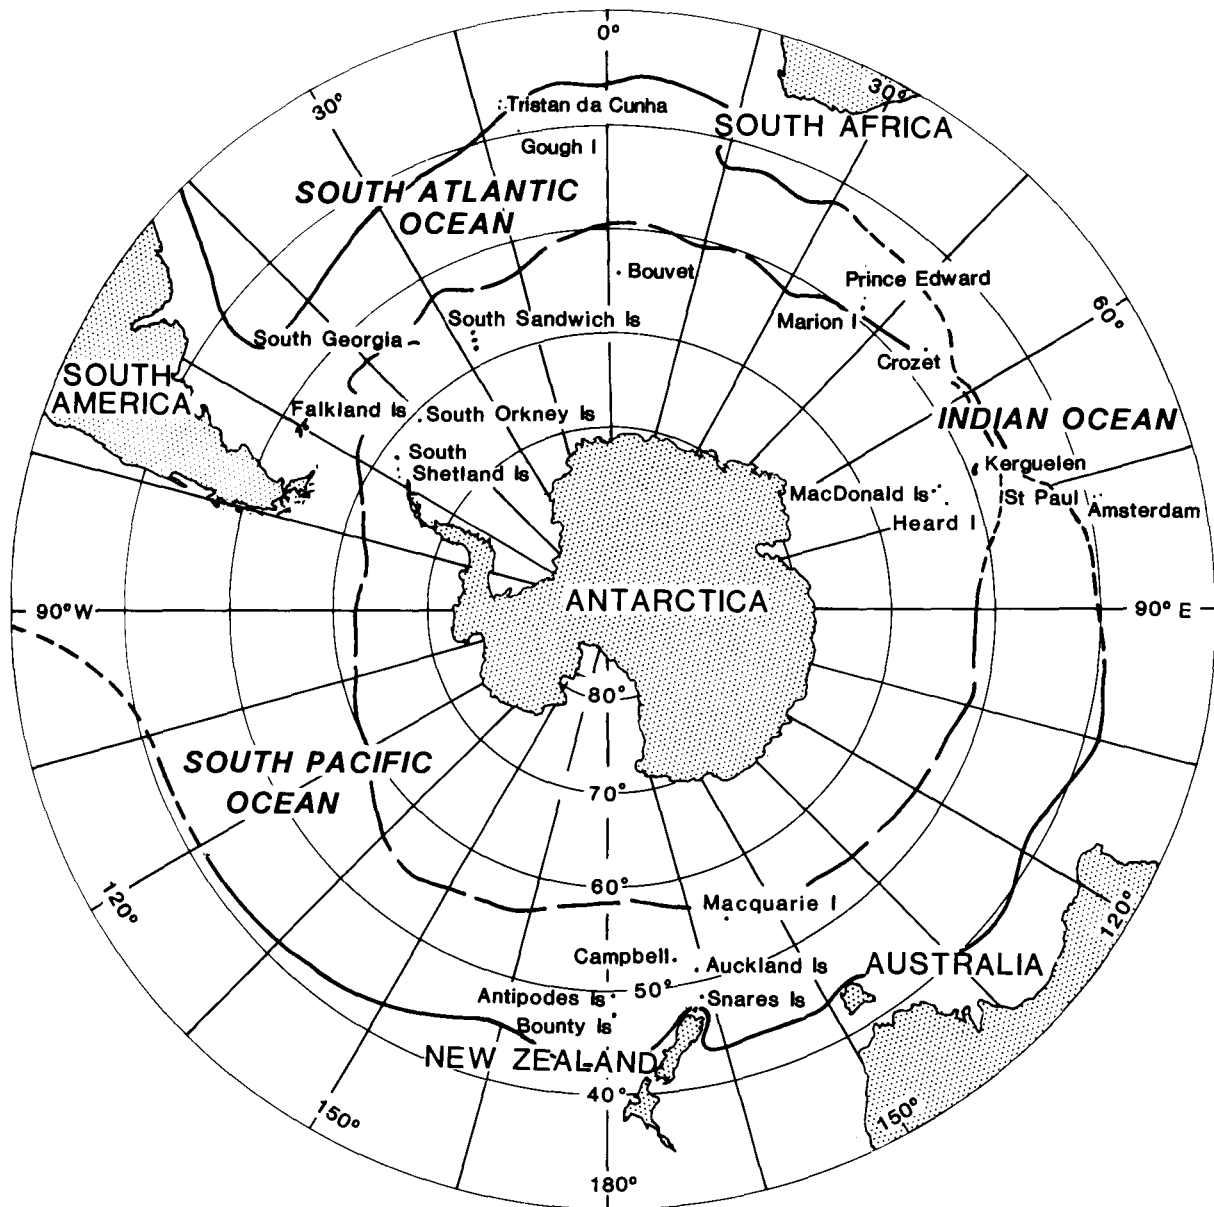 0°
30°
30°
Tristan da Cunha
SOUTH AFRICA
Gough I
SOUTH ATLANTIC
OCEAN
Bouvet
Prince Edward
South Sandwich Is
Marion I
60°
South Georgia
Crozet
SOUTH
AMERICA
Falkland Is
South Orkney Is
INDIAN OCEAN
South
Shetland Is
Kerguelen
MacDonald Is
St Paul
Amsterdam
Heard I
ANTARCTICA
90°W
90° E
80°
SOUTH PACIFIC
OCEAN
70°
60°
Macquarie I
120°
120°
Campbell
Auckland Is
AUSTRALIA
Antipodes Is
50°
Snares Is
Bounty Is
NEW ZEALAND
40°
150°
150°
180°